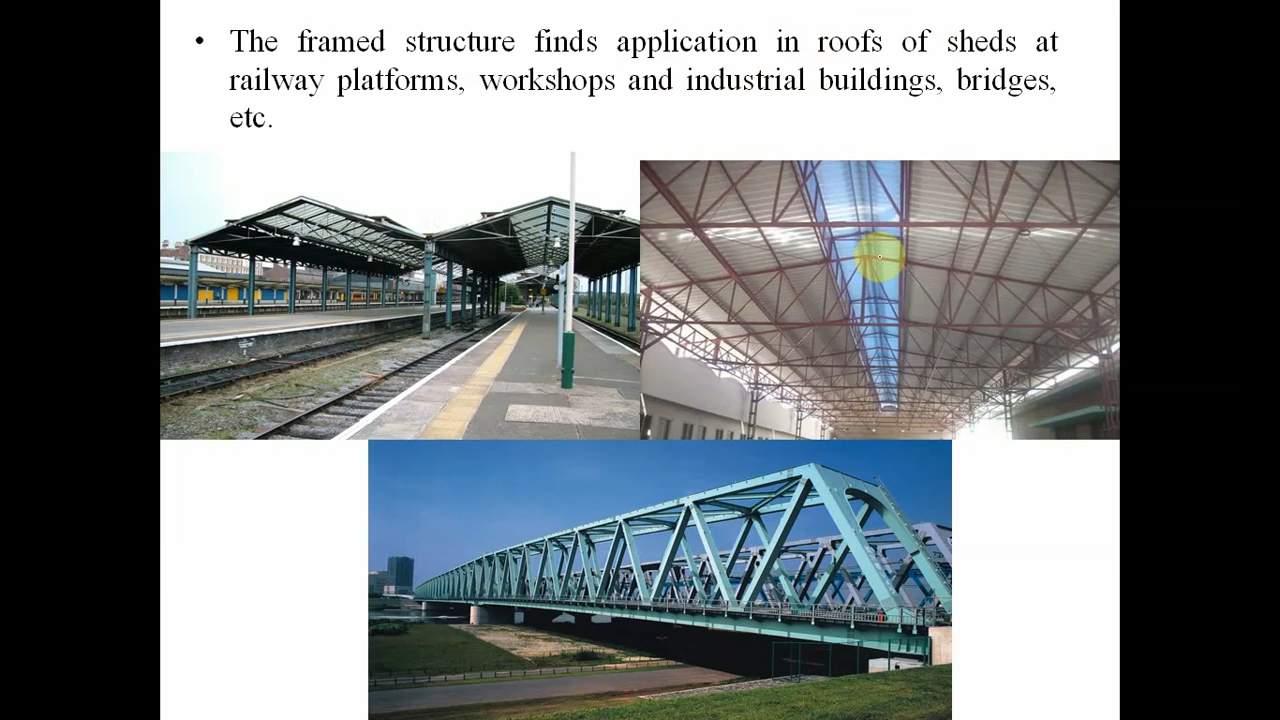 • The framed structure finds application in roofs of sheds at
railway platforms, workshops and industrial buildings, bridges,
etc.